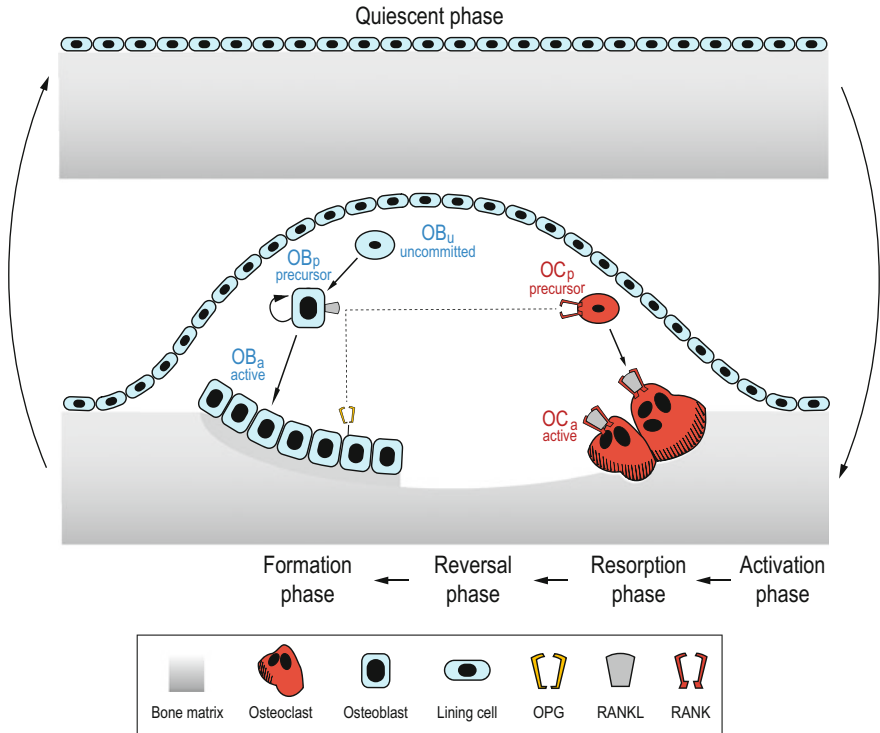 Quiescent phase
OBu
uncommitted
OBp
precursor
OCp
precursor
OBa
active
OCa
active
Formation phase
Reversal phase
Resorption phase
Activation phase
Bone matrix
Osteoclast
Osteoblast
Lining cell
OPG
RANKL
RANK